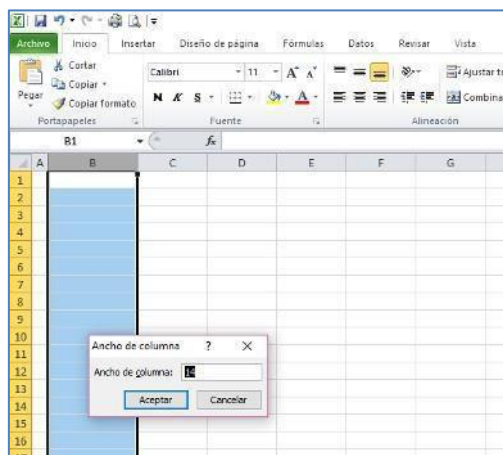 Archivo Inicio Insertar Diseño de página Fórmulas Datos Revisar Vista
Cortar
Copiar
Copiar formato
Pegar
Calibri 11 A A
N K S A
Ajustar t
Combina
Portapapeles Fuente Alineación
B1 fx
A B C D E F G
1
2
3
4
5
6
7
8
9
10
11
12
13
14
15
16
Ancho de columna ? X
Ancho de columna: 14
Aceptar Cancelar